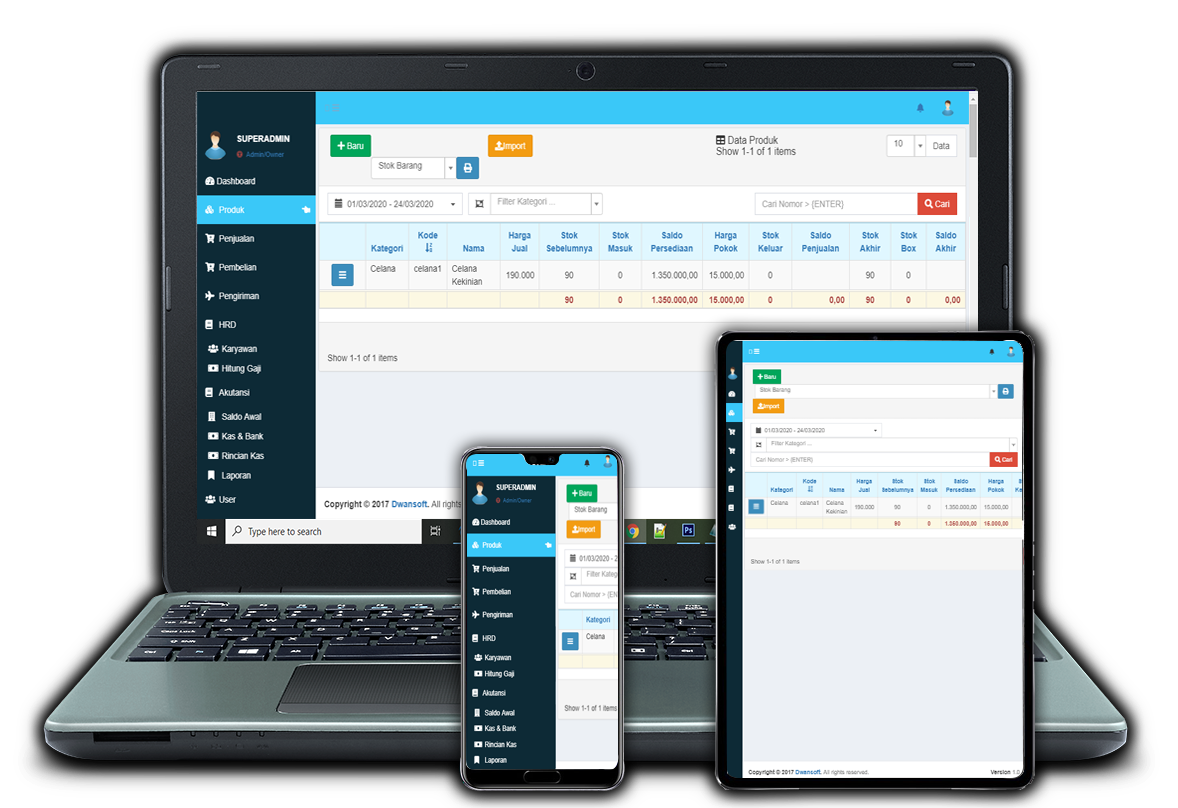 SUPERADMIN
Admin/Owner
Dashboard
Produk
Penjualan
Pembelian
Pengiriman
HRD
Karyawan
Hitung Gaji
Akutansi
Saldo Awal
Kas & Bank
Rincian Kas
Laporan
User
+ Baru
Import
Stok Barang
Data Produk
Show 1-1 of 1 items
10
Data
01/03/2020 - 24/03/2020
Filter Kategori ...
Cari Nomor > {ENTER}
Cari
Kategori Kode Nama Harga Jual Stok Sebelumnya Stok Masuk Saldo Persediaan Harga Pokok Stok Keluar Saldo Penjualan Stok Akhir Stok Box Saldo Akhir
Celana celana1 Celana Kekinian 190.000 90 0 1.350.000,00 15.000,00 0 90 0
90 0 1.350.000,00 15.000,00 0 0,00 90 0 0,00
Show 1-1 of 1 items
Copyright © 2017 Dwansoft. All rights
Type here to search
Ps
SUPERADMIN
Admin/Owner
Dashboard
Produk
Penjualan
Pembelian
Pengiriman
HRD
Karyawan
Hitung Gaji
Akutansi
Saldo Awal
Kas & Bank
Rincian Kas
Laporan
+ Baru
Stok Barang
Import
01/03/2020 - 2
Filter Kateg
Cari Nomor > {EN
Kategori
Celana
Show 1-1 of 1 items
+ Baru
Stok Barang
Import
01/03/2020 - 24/03/2020
Filter Kategori ...
Cari Nomor > {ENTER}
Cari
Kategori Kode Nama Harga Jual Stok Sebelumnya Stok Masuk Saldo Persediaan Harga Pokok
Celana celana1 Celana Kekinian 190.000 90 0 1.350.000,00 15.000,00
90 0 1.350.000,00 15.000,00
Show 1-1 of 1 items
Copyright © 2017 Dwansoft. All rights reserved.
Version 1.0